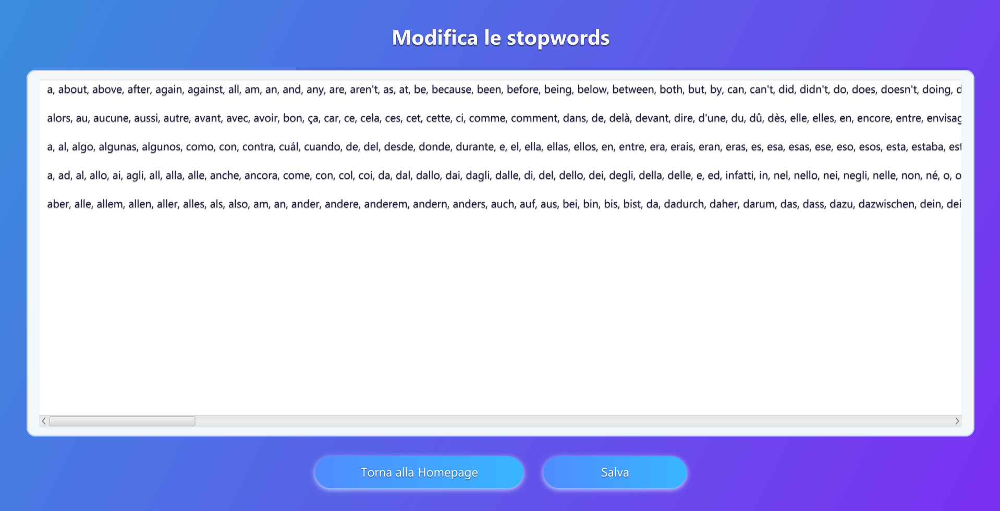 Modifica le stopwords
a, about, above, after, again, against, all, am, an, and, any, are, aren't, as, at, be, because, been, before, being, below, between, both, but, by, can, can't, did, didn't, do, does, doesn't, doing, d
alors, au, aucune, aussi, autre, avant, avec, avoir, bon, ça, car, ce, cela, ces, cet, cette, ci, comme, comment, dans, de, delà, devant, dire, d'une, du, dû, dès, elle, elles, en, encore, entre, envisag
a, al, algo, algunas, algunos, como, con, contra, cuál, cuando, de, del, desde, donde, durante, e, el, ella, ellas, ellos, en, entre, era, erais, eran, eras, es, esa, esas, ese, eso, esos, esta, estaba, est
a, ad, al, allo, ai, agli, all, alla, alle, anche, ancora, come, con, col, coi, da, dal, dallo, dai, dagli, dalle, di, del, dello, dei, degli, della, delle, e, ed, infatti, in, nel, nello, nei, negli, nelle, non, né, o, o
aber, alle, allem, allen, aller, alles, als, also, am, an, ander, andere, anderem, andern, anders, auch, auf, aus, bei, bin, bis, bist, da, dadurch, daher, darum, das, dass, dazu, dazwischen, dein, dei
Torna alla Homepage
Salva